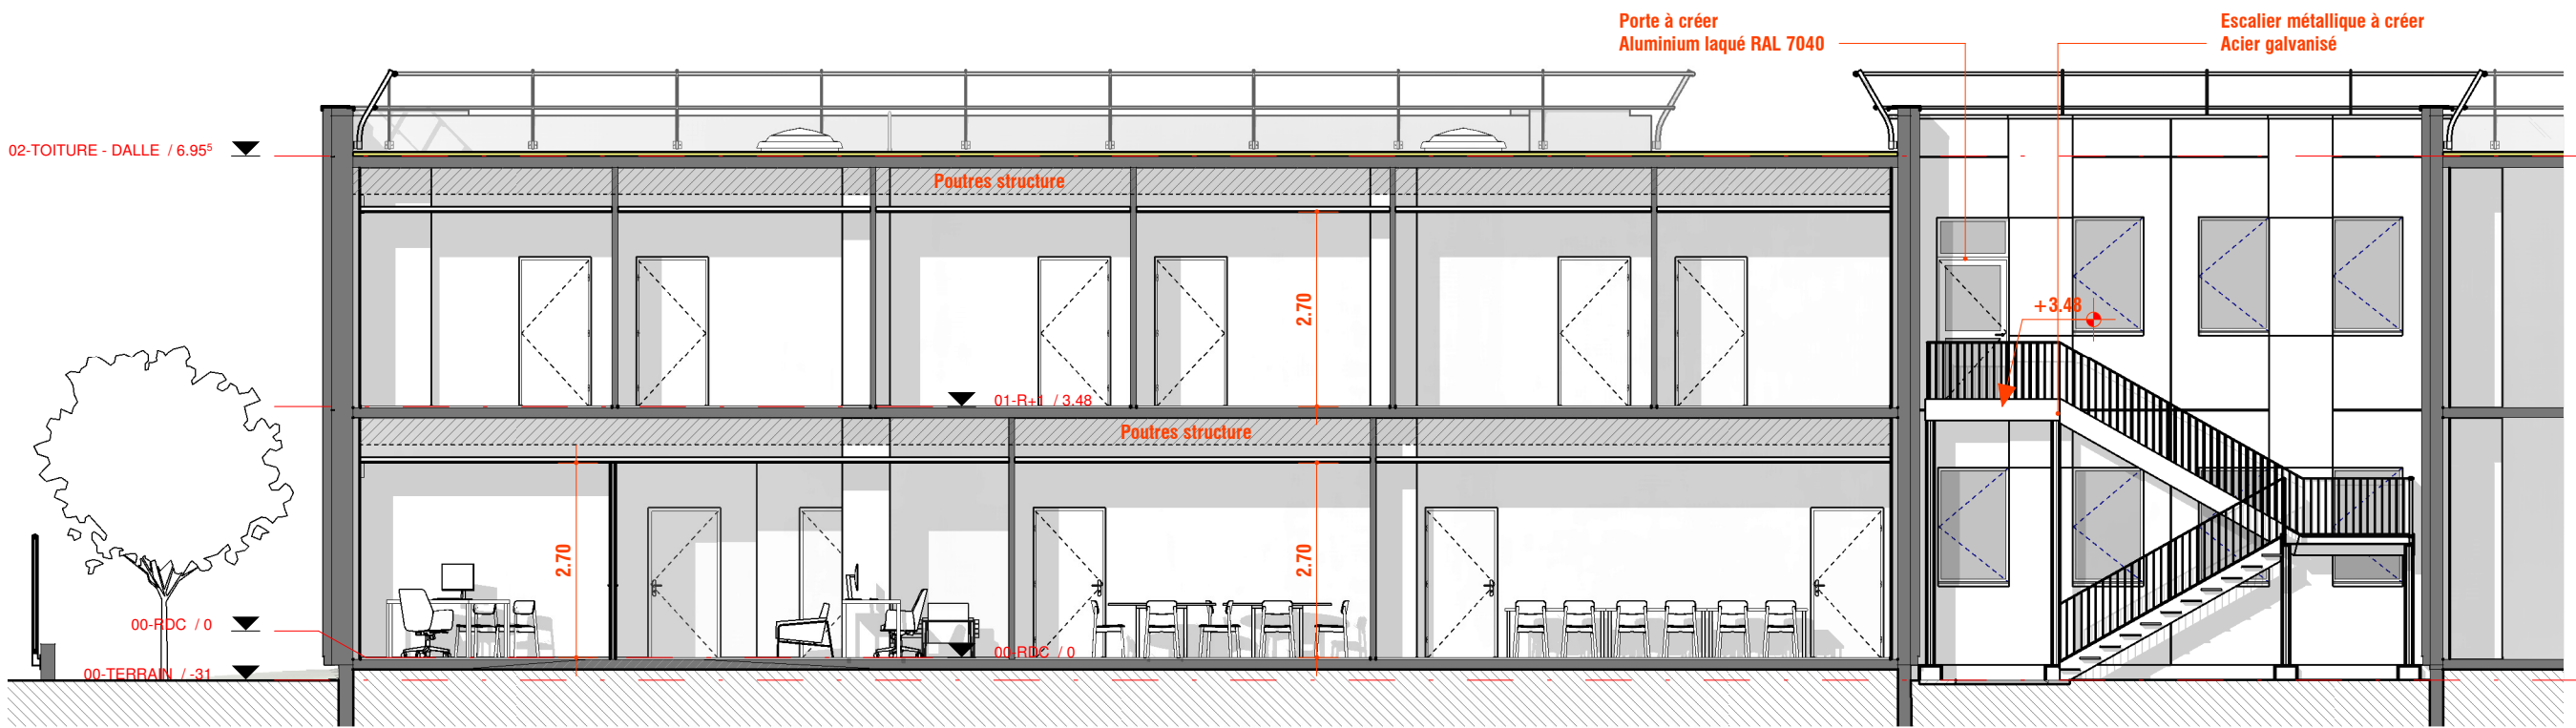 Porte à créer
Aluminium laqué RAL 7040
Escalier métallique à créer
Acier galvanisé
02-TOITURE - DALLE / 6.95⁵
Poutres structure
2.70
+3.48
01-R+1 / 3.48
Poutres structure
2.70
2.70
00-RDC / 0
00-RDC / 0
00-TERRAIN / -31